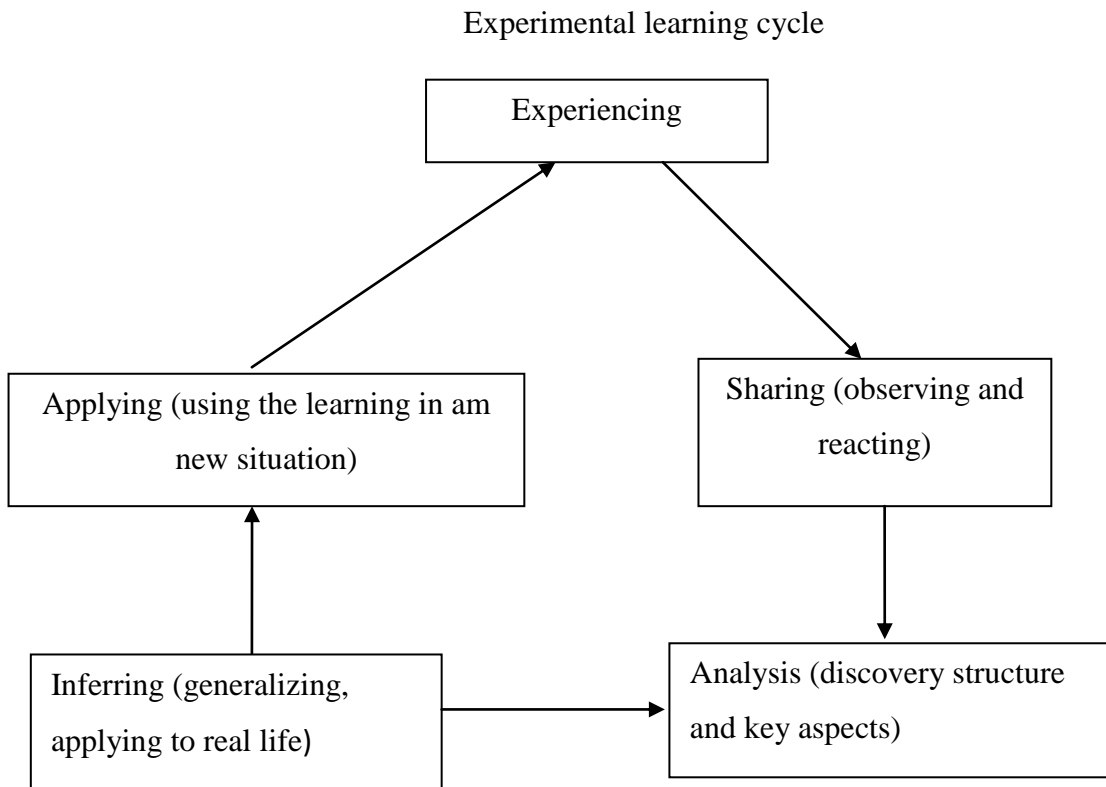 Experimental learning cycle
Experiencing
Applying (using the learning in am
new situation)
Sharing (observing and
reacting)
Inferring (generalizing,
applying to real life)
Analysis (discovery structure
and key aspects)